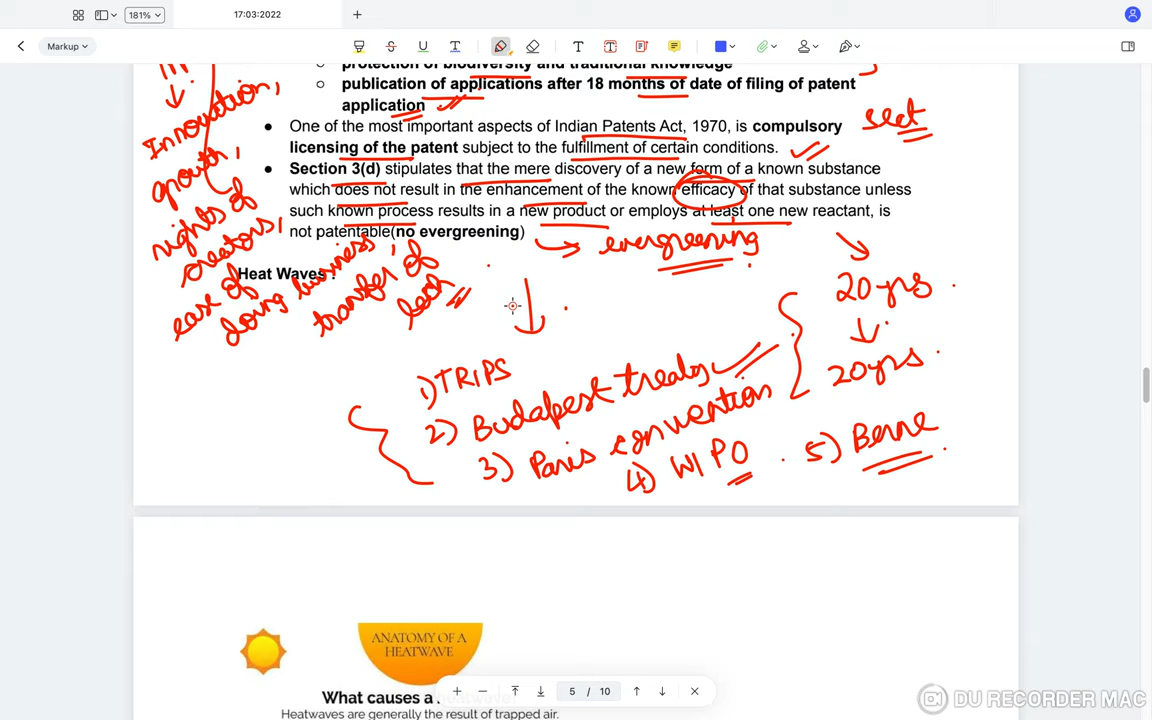 181%
17:03:2022
Markup
protection of biodiversity and traditional knowledge
publication of applications after 18 months of date of filing of patent
application
One of the most important aspects of Indian Patents Act, 1970, is compulsory
licensing of the patent subject to the fulfillment of certain conditions.
Section 3(d) stipulates that the mere discovery of a new form of a known substance
which does not result in the enhancement of the known efficacy of that substance unless
such known process results in a new product or employs at least one new reactant, is
not patentable(no evergreening)
evergreening
Innovation,
growth,
rights of
creators,
ease of
doing business,
transfer of
20 yrs
20 yrs
Heat Waves :
1) TRIPS
2) Budapest treaty
3) Paris convention
4) WIPO
5) Berne
ANATOMY OF A
HEATWAVE
What causes a
Heatwaves are generally the result of trapped air.
5 / 10
DU RECORDER MAC